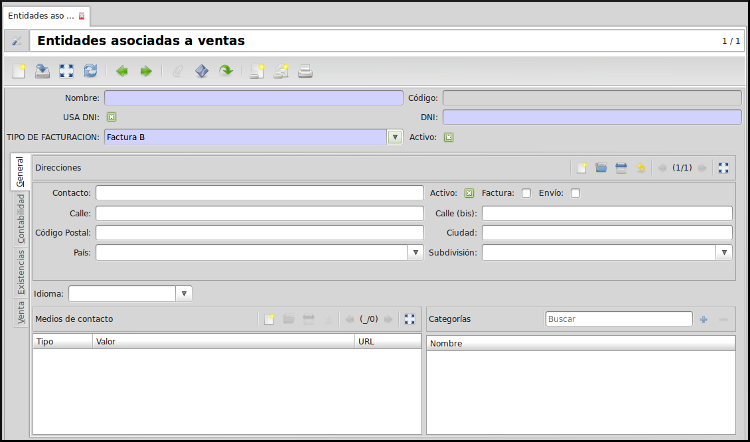 Entidades aso ...
Entidades asociadas a ventas 1 / 1
Nombre: Código:
USA DNI: DNI:
TIPO DE FACTURACION: Factura B Activo:
General
Contabilidad
Existencias
Venta
Direcciones (1/1)
Contacto: Activo: Factura: Envío:
Calle: Calle (bis):
Código Postal: Ciudad:
País: Subdivisión:
Idioma:
Medios de contacto (_/0) Categorías Buscar
Tipo Valor URL Nombre